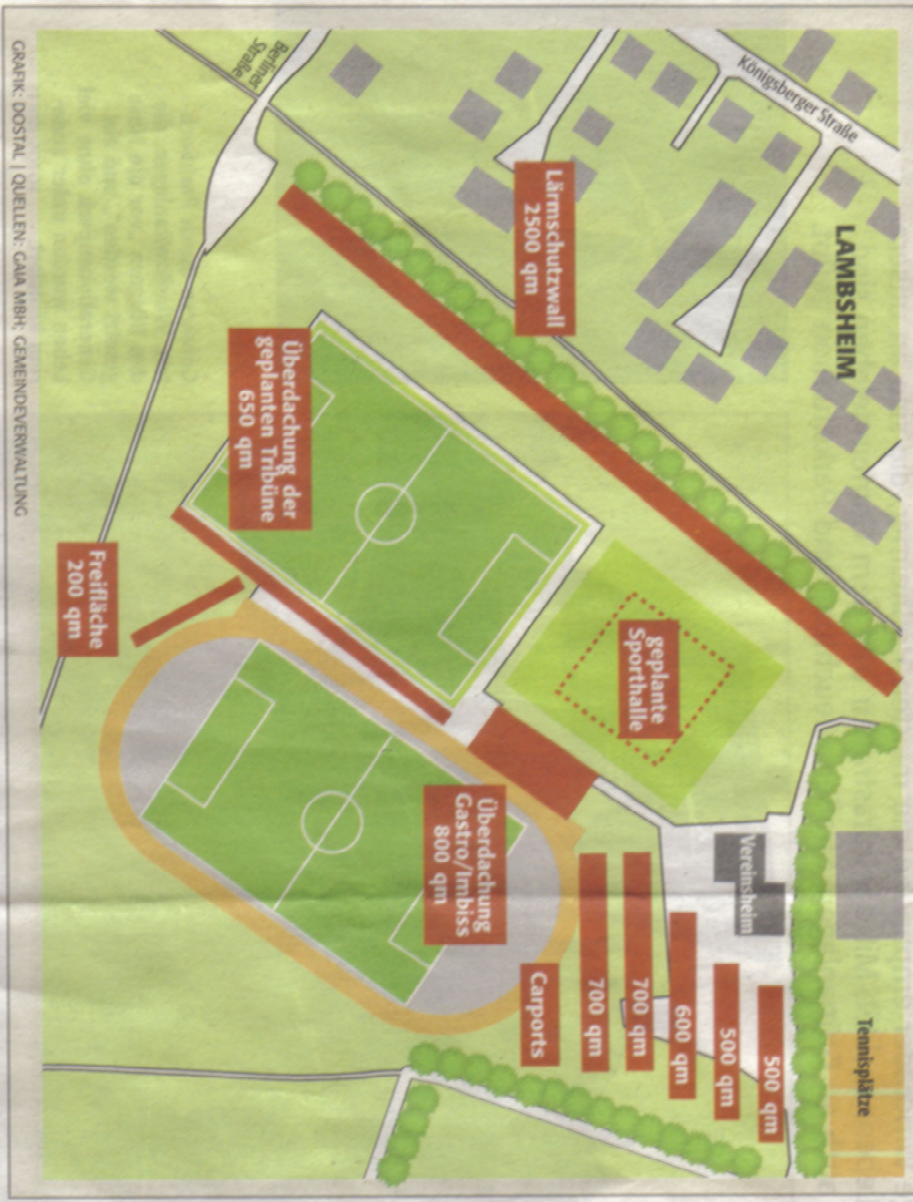 LAMBSHEIM
Königsberger Straße
Tennisplätze
Lärmschutzwall
2500 qm
geplante
Sporthalle
Vereinsheim
500 qm
500 qm
600 qm
700 qm
700 qm
Carports
Berliner
Straße
Überdachung der
geplanten Tribüne
650 qm
Überdachung
Gastro/Imbiss
800 qm
Freifläche
200 qm
GRAFIK: DOSTAL | QUELLEN: GAIA MBH; GEMEINDEVERWALTUNG